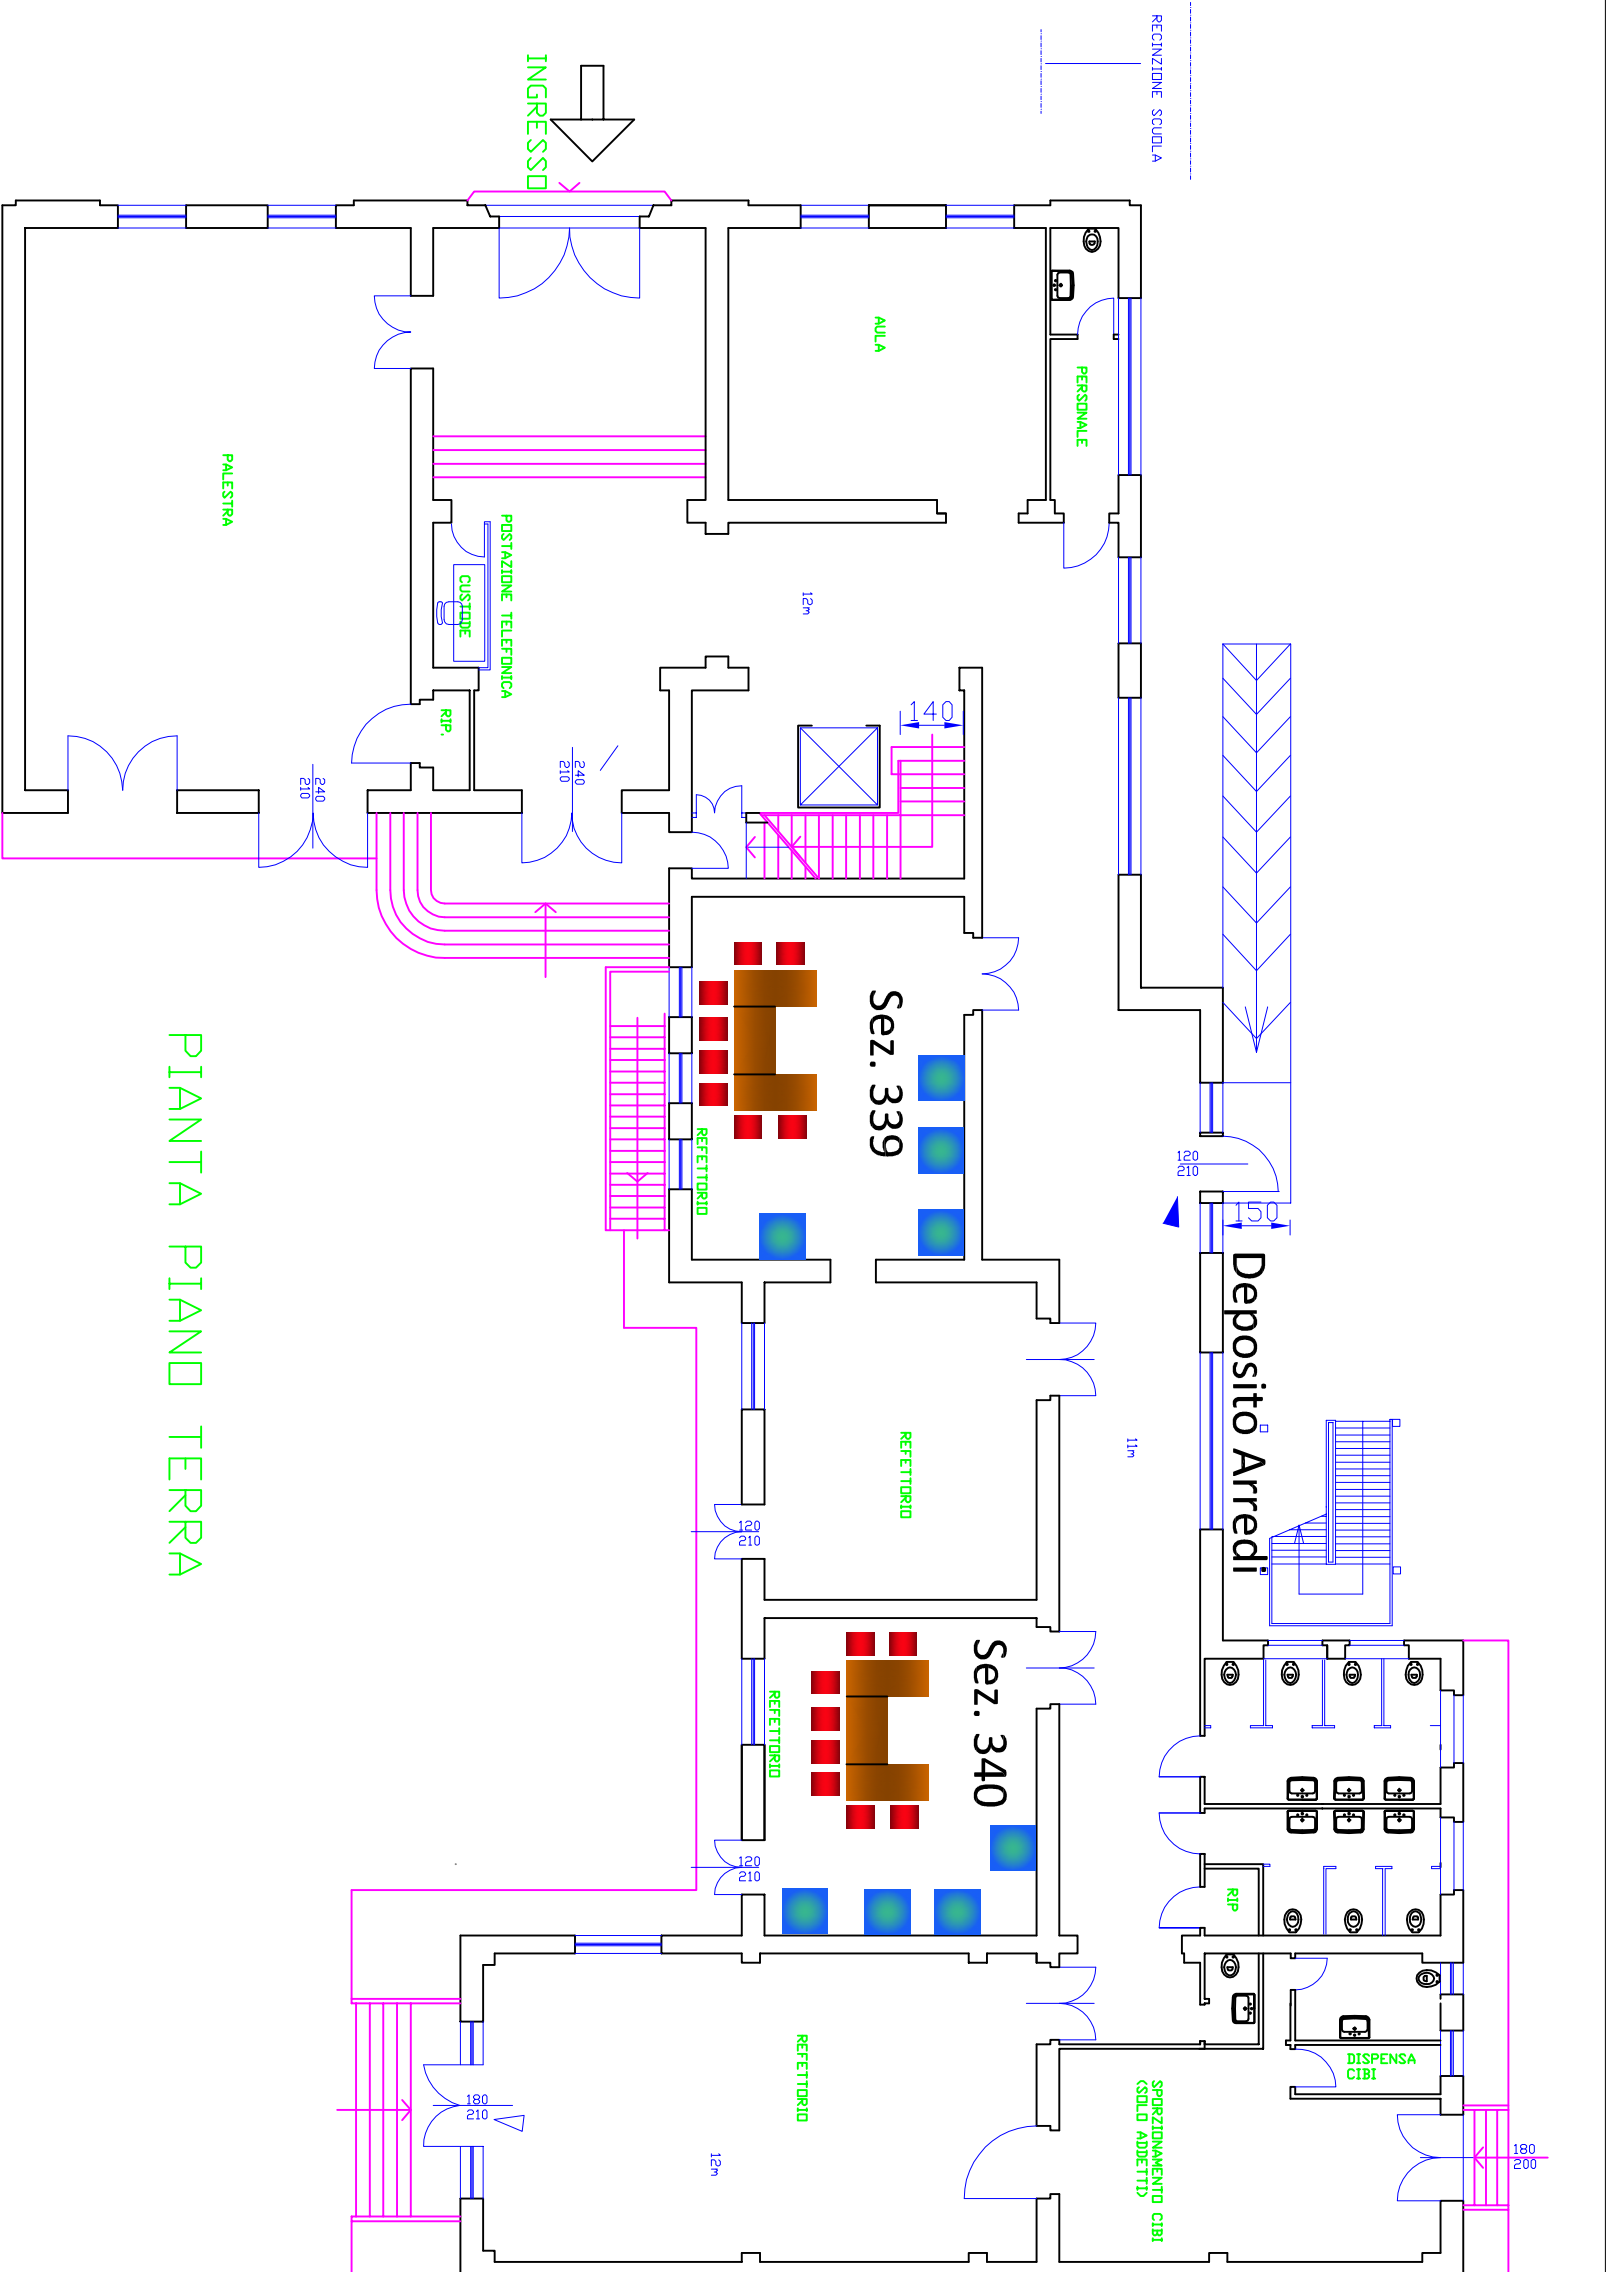 RECINZIONE SCUOLA
INGRESSO
AULA
PERSONALE
PALESTRA
POSTAZIONE TELEFONICA
CUSTODE
12m
RIP.
140
240
210
240
210
Sez. 339
REFETTORIO
120
210
150
Deposito Arredi
PIANTA PIANO TERRA
REFETTORIO
11m
120
210
Sez. 340
REFETTORIO
120
210
RIP
REFETTORIO
DISPENSA
CIBI
SPORZIONAMENTO CIBI
(SOLO ADDETTI)
180
210
12m
180
200